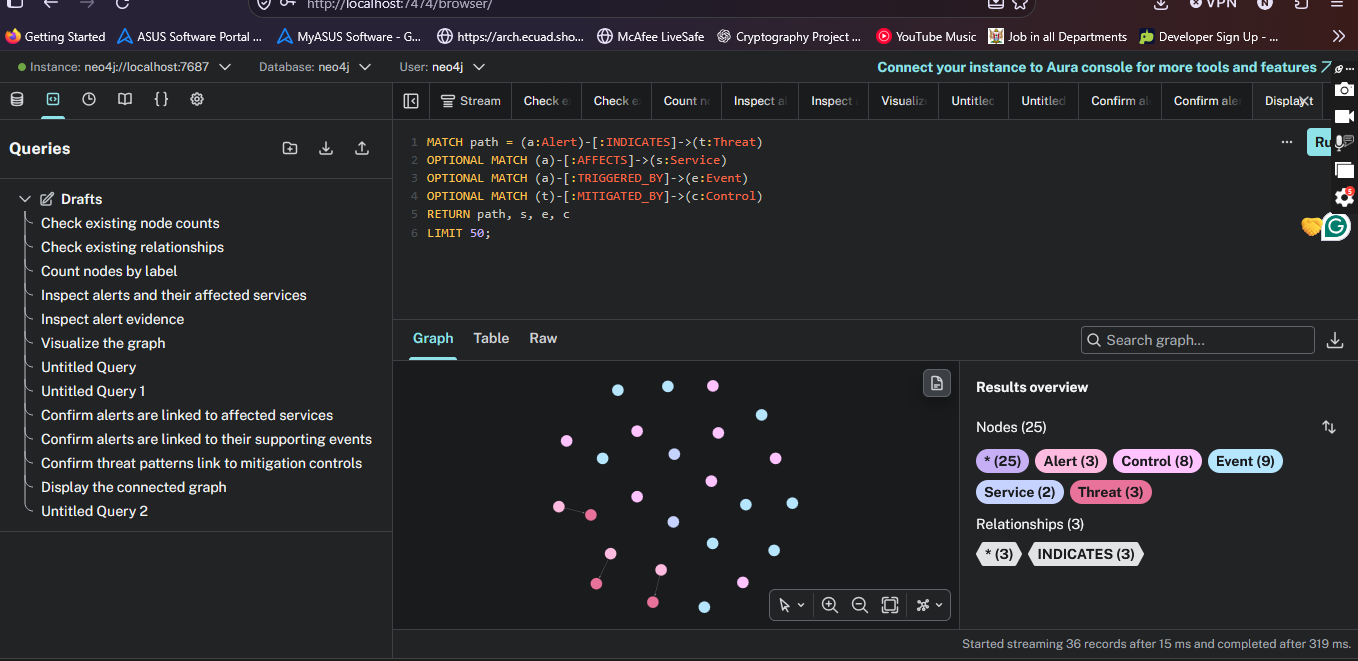 http://localhost:7474/browser/
VPN
N
Getting Started
ASUS Software Portal ...
MyASUS Software - G...
https://arch.ecuad.sho...
McAfee LiveSafe
Cryptography Project ...
YouTube Music
Job in all Departments
Developer Sign Up - ...
Instance: neo4j://localhost:7687
Database: neo4j
User: neo4j
Connect your instance to Aura console for more tools and features
Stream
Check e
Check e
Count n
Inspect al
Inspect
Visualiz
Untitlec
Untitled
Confirm al
Confirm ale
Display t
Queries
Drafts
Check existing node counts
Check existing relationships
Count nodes by label
Inspect alerts and their affected services
Inspect alert evidence
Visualize the graph
Untitled Query
Untitled Query 1
Confirm alerts are linked to affected services
Confirm alerts are linked to their supporting events
Confirm threat patterns link to mitigation controls
Display the connected graph
Untitled Query 2
1 MATCH path = (a:Alert)-[:INDICATES]->(t:Threat)
2 OPTIONAL MATCH (a)-[:AFFECTS]->(s:Service)
3 OPTIONAL MATCH (a)-[:TRIGGERED_BY]->(e:Event)
4 OPTIONAL MATCH (t)-[:MITIGATED_BY]->(c:Control)
5 RETURN path, s, e, c
6 LIMIT 50;
Ru
5
G
Graph
Table
Raw
Search graph...
Results overview
Nodes (25)
* (25)
Alert (3)
Control (8)
Event (9)
Service (2)
Threat (3)
Relationships (3)
* (3)
INDICATES (3)
Started streaming 36 records after 15 ms and completed after 319 ms.